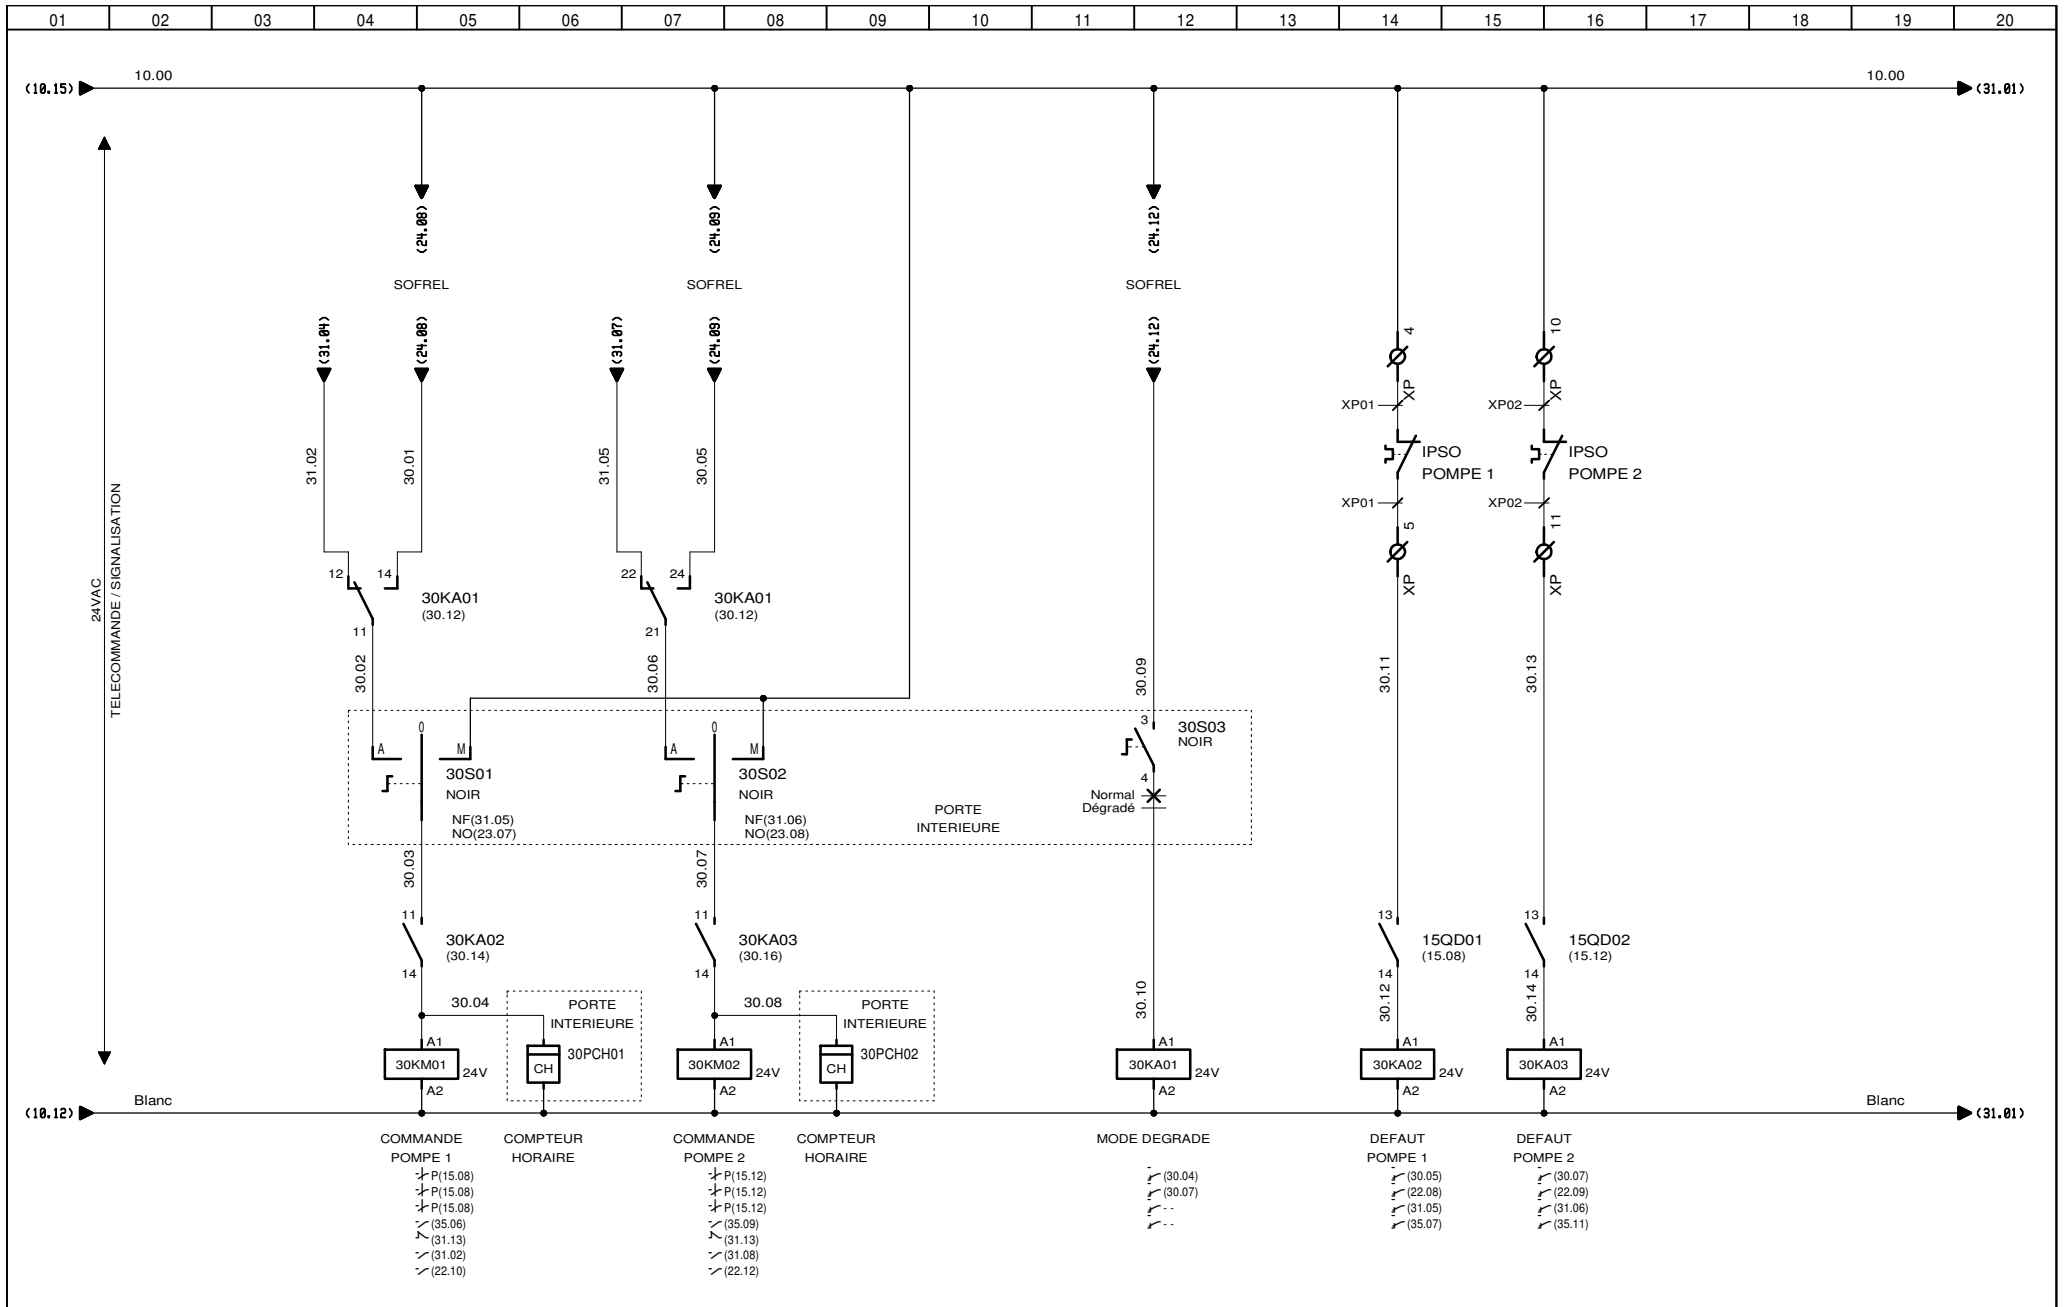 01 02 03 04 05 06 07 08 09 10 11 12 13 14 15 16 17 18 19 20
10.00 10.00
(10.15) (31.01)
24VAC
TELECOMMANDE / SIGNALISATION
(24.08) (24.09) (24.12)
SOFREL SOFREL SOFREL
(31.04) (24.08) (31.07) (24.09) (24.12)
4 10
XP XP
XP01 XP02
31.02 30.01 31.05 30.05
IPSO IPSO
POMPE 1 POMPE 2
XP01 XP02
5 11
XP XP
12 14 22 24
30KA01 30KA01
(30.12) (30.12)
11 21
30.02 30.06 30.09 30.11 30.13
A 0 M A 0 M
3 30S03
NOIR
4
30S01 30S02
NOIR NOIR
Normal
Dégradé
NF(31.05) NF(31.06)
NO(23.07) NO(23.08)
PORTE
INTERIEURE
30.03 30.07
11 11 13 13
30KA02 30KA03 15QD01 15QD02
(30.14) (30.16) (15.08) (15.12)
14 14 14 14
30.04 30.08 30.10 30.12 30.14
PORTE PORTE
INTERIEURE INTERIEURE
A1 A1 A1 A1 A1
30PCH01 30PCH02
30KM01 CH 30KM02 CH 30KA01 30KA02 30KA03
24V 24V 24V 24V 24V
A2 A2 A2 A2 A2
Blanc Blanc
(10.12) (31.01)
COMMANDE COMPTEUR COMMANDE COMPTEUR MODE DEGRADE DEFAUT DEFAUT
POMPE 1 HORAIRE POMPE 2 HORAIRE POMPE 1 POMPE 2
P(15.08) P(15.12) (30.04) (30.05) (30.07)
P(15.08) P(15.12) (30.07) (22.08) (22.09)
P(15.08) P(15.12) - - (31.05) (31.06)
(35.06) (35.09) - - (35.07) (35.11)
(31.13) (31.13)
(31.02) (31.08)
(22.10) (22.12)